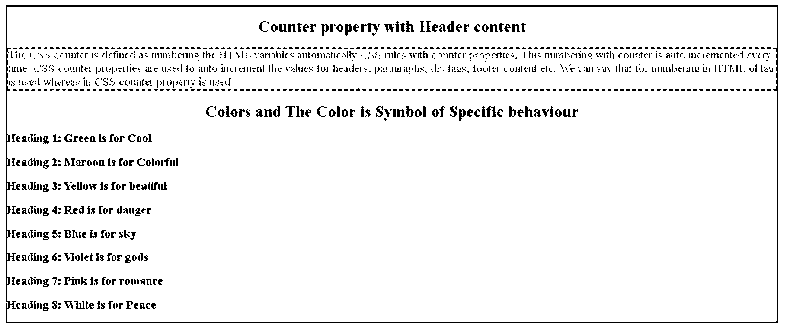 Counter property with Header content
The CSS counter is defined as numbering the HTML variables automatically CSS rules with counter properties. This numbering with counter is auto incremented every
time. CSS counter properties are used to auto increment the values for headers, paragraphs, div tags, footer content etc. We can say that for numbering in HTML ol tag
is used whereas in CSS counter property is used
Colors and The Color is Symbol of Specific behaviour
Heading 1: Green is for Cool
Heading 2: Maroon is for Colorful
Heading 3: Yellow is for beatiful
Heading 4: Red is for danger
Heading 5: Blue is for sky
Heading 6: Violet is for gods
Heading 7: Pink is for romance
Heading 8: White is for Peace